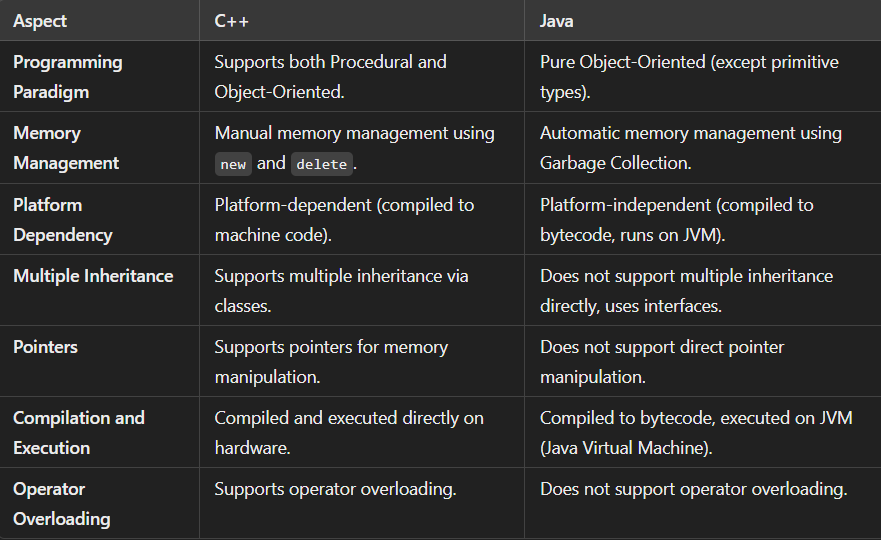 Aspect C++ Java
Programming Paradigm Supports both Procedural and Object-Oriented. Pure Object-Oriented (except primitive types).
Memory Management Manual memory management using new and delete. Automatic memory management using Garbage Collection.
Platform Dependency Platform-dependent (compiled to machine code). Platform-independent (compiled to bytecode, runs on JVM).
Multiple Inheritance Supports multiple inheritance via classes. Does not support multiple inheritance directly, uses interfaces.
Pointers Supports pointers for memory manipulation. Does not support direct pointer manipulation.
Compilation and Execution Compiled and executed directly on hardware. Compiled to bytecode, executed on JVM (Java Virtual Machine).
Operator Overloading Supports operator overloading. Does not support operator overloading.